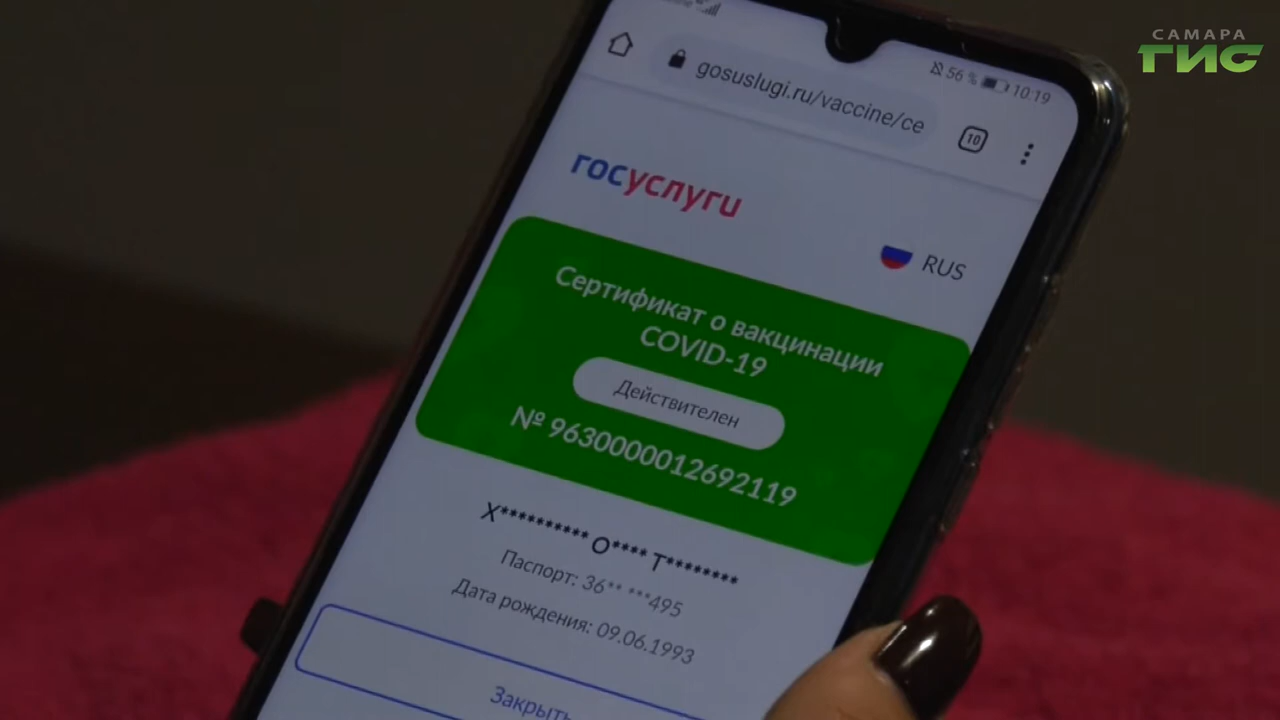 САМАРА
ГИС
56 % 10:19
gosuslugi.ru/vaccine/ce
10
госуслуги
RUS
Сертификат о вакцинации
COVID-19
Действителен
№ 9630000012692119
Х********** О**** Т********
Паспорт: 36** ***495
Дата рождения: 09.06.1993
Закрыть